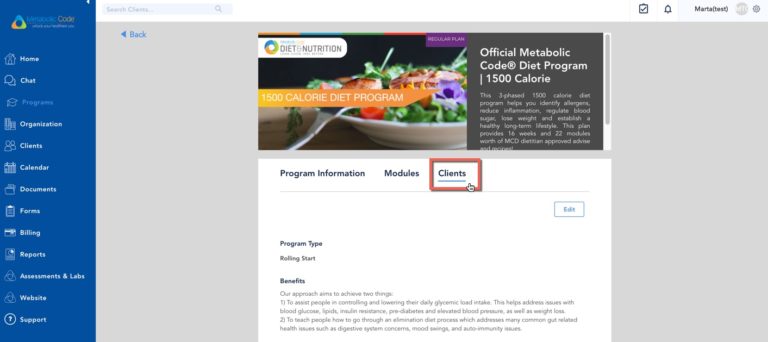 Metabolic Code
Search Clients...
Marta(test)
Back
Home
Chat
Programs
Organization
Clients
Calendar
Documents
Forms
Billing
Reports
Assessments & Labs
Website
Support
DIET&NUTRITION
REGULAR PLAN
1500 CALORIE DIET PROGRAM
Official Metabolic
Code® Diet Program
| 1500 Calorie
This 3-phased 1500 calorie diet
program helps you identify allergens,
reduce inflammation, regulate blood
sugar, lose weight and establish a
healthy long-term lifestyle. This plan
provides 16 weeks and 22 modules
worth of MCD dietitian approved advise
and recipes!
Program Information
Modules
Clients
Edit
Program Type
Rolling Start
Benefits
Our approach aims to achieve two things:
1) To assist people in controlling and lowering their daily glycemic load intake. This helps address issues with
blood glucose, lipids, insulin resistance, pre-diabetes and elevated blood pressure, as well as weight loss.
2) To teach people how to go through an elimination diet process which addresses many common gut related
health issues such as digestive system concerns, mood swings, and auto-immunity issues.